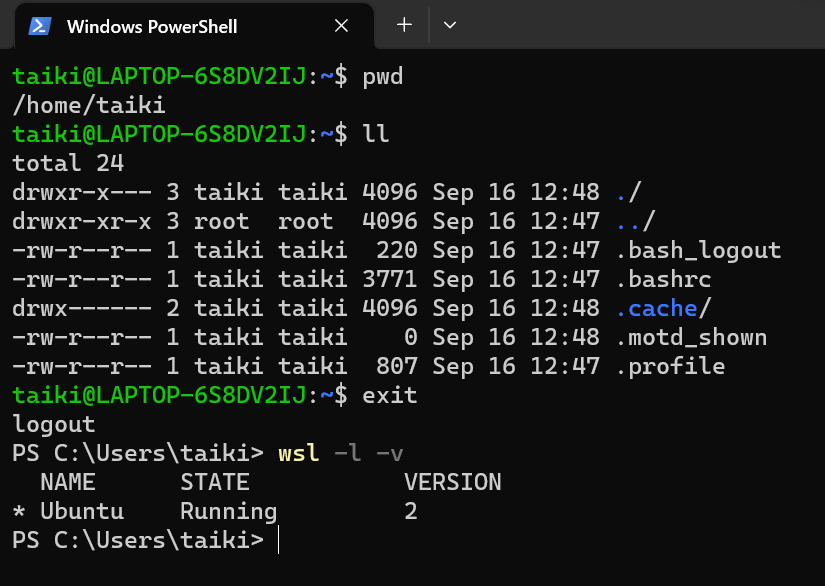 Windows PowerShell
taiki@LAPTOP-6S8DV2IJ:~$ pwd
/home/taiki
taiki@LAPTOP-6S8DV2IJ:~$ ll
total 24
drwxr-x--- 3 taiki taiki 4096 Sep 16 12:48 ./
drwxr-xr-x 3 root  root  4096 Sep 16 12:47 ../
-rw-r--r-- 1 taiki taiki  220 Sep 16 12:47 .bash_logout
-rw-r--r-- 1 taiki taiki 3771 Sep 16 12:47 .bashrc
drwx------ 2 taiki taiki 4096 Sep 16 12:48 .cache/
-rw-r--r-- 1 taiki taiki    0 Sep 16 12:48 .motd_shown
-rw-r--r-- 1 taiki taiki  807 Sep 16 12:47 .profile
taiki@LAPTOP-6S8DV2IJ:~$ exit
logout
PS C:\Users\taiki> wsl -l -v
  NAME      STATE           VERSION
* Ubuntu    Running         2
PS C:\Users\taiki>